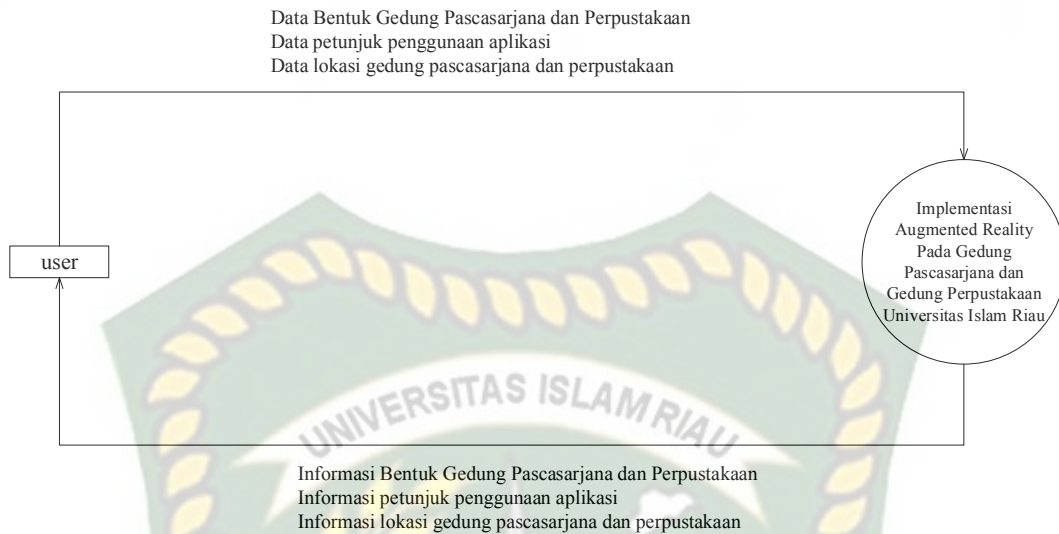 Data Bentuk Gedung Pascasarjana dan Perpustakaan
Data petunjuk penggunaan aplikasi
Data lokasi gedung pascasarjana dan perpustakaan
user
Implementasi
Augmented Reality
Pada Gedung
Pascasarjana dan
Gedung Perpustakaan
Universitas Islam Riau
UNIVERSITAS ISLAM RIAU
Informasi Bentuk Gedung Pascasarjana dan Perpustakaan
Informasi petunjuk penggunaan aplikasi
Informasi lokasi gedung pascasarjana dan perpustakaan